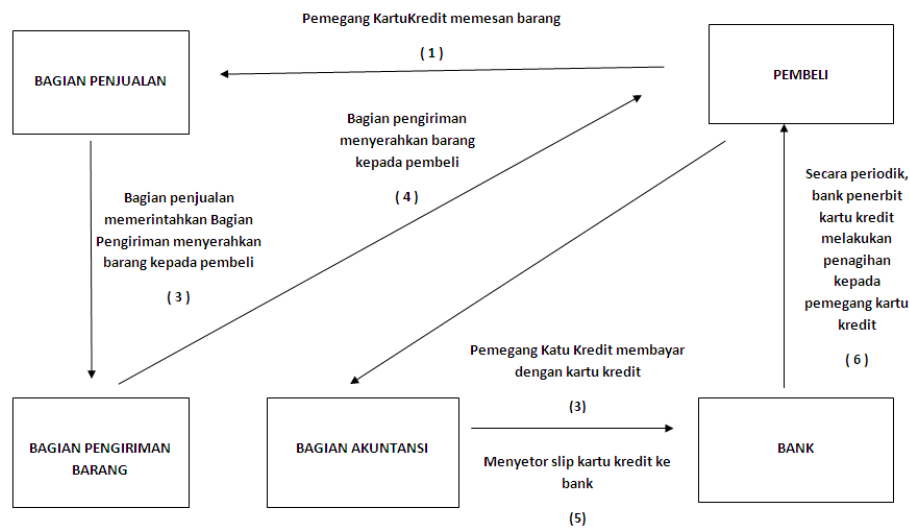 Pemegang KartuKredit memesan barang
( 1 )
BAGIAN PENJUALAN
PEMBELI
Bagian pengiriman
menyerahkan barang
kepada pembeli
( 4 )
Bagian penjualan
memerintahkan Bagian
Pengiriman menyerahkan
barang kepada pembeli
( 3 )
Secara periodik,
bank penerbit
kartu kredit
melakukan
penagihan
kepada
pemegang kartu
kredit
( 6 )
Pemegang Katu Kredit membayar
dengan kartu kredit
(3)
BAGIAN PENGIRIMAN
BARANG
BAGIAN AKUNTANSI
BANK
Menyetor slip kartu kredit ke
bank
(5)